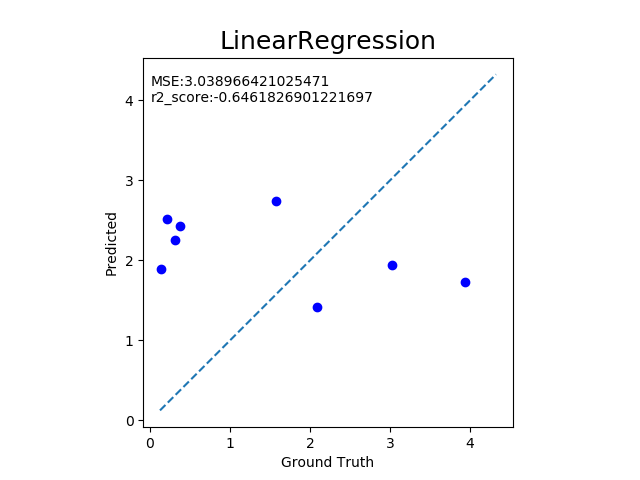 LinearRegression
MSE:3.038966421025471
r2_score:-0.6461826901221697
4
3
2
1
0
Predicted
0 1 2 3 4
Ground Truth